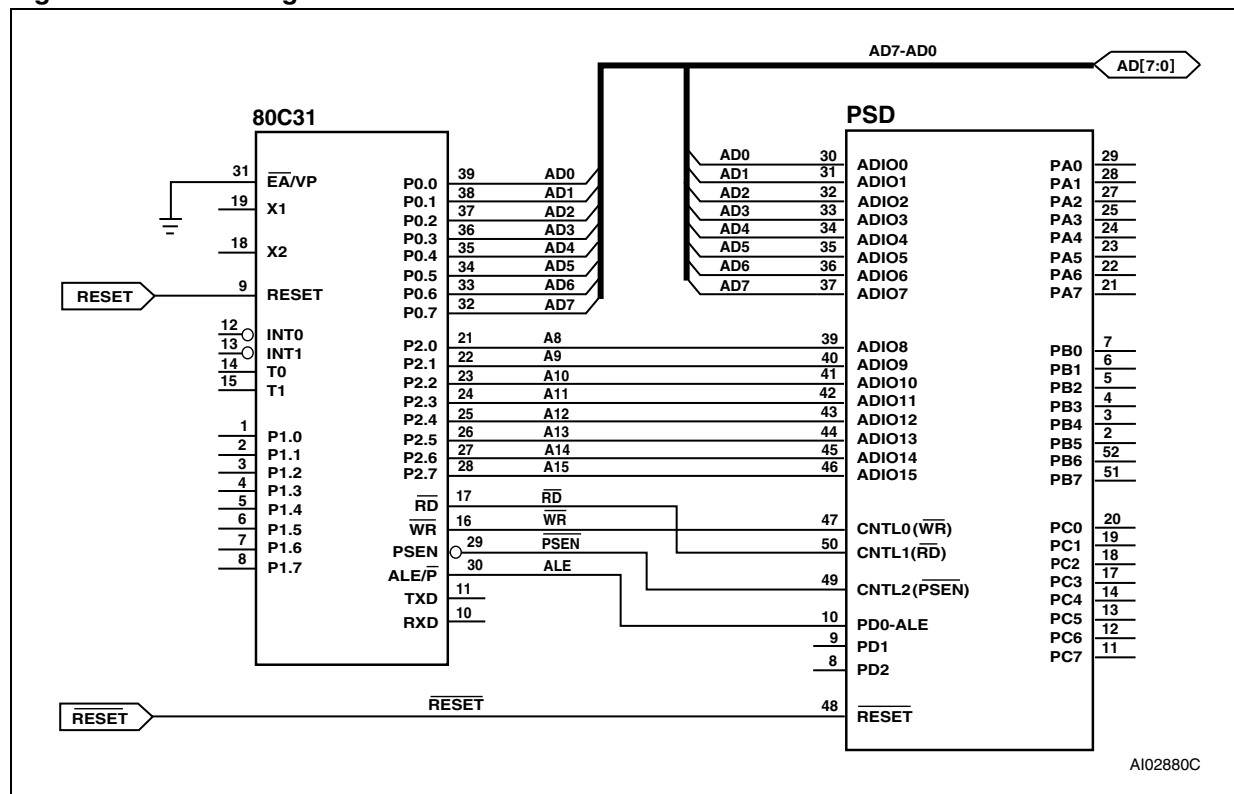 AD7-AD0
AD[7:0]
80C31
PSD
31 EA/VP
19 X1
18 X2
RESET
9 RESET
12 INT0
13 INT1
14 T0
15 T1
1 P1.0
2 P1.1
3 P1.2
4 P1.3
5 P1.4
6 P1.5
7 P1.6
8 P1.7
P0.0 39 AD0
P0.1 38 AD1
P0.2 37 AD2
P0.3 36 AD3
P0.4 35 AD4
P0.5 34 AD5
P0.6 33 AD6
P0.7 32 AD7
P2.0 21 A8
P2.1 22 A9
P2.2 23 A10
P2.3 24 A11
P2.4 25 A12
P2.5 26 A13
P2.6 27 A14
P2.7 28 A15
RD 17 RD
WR 16 WR
PSEN 29 PSEN
ALE/P 30 ALE
TXD 11
RXD 10
AD0 30 ADIO0
AD1 31 ADIO1
AD2 32 ADIO2
AD3 33 ADIO3
AD4 34 ADIO4
AD5 35 ADIO5
AD6 36 ADIO6
AD7 37 ADIO7
39 ADIO8
40 ADIO9
41 ADIO10
42 ADIO11
43 ADIO12
44 ADIO13
45 ADIO14
46 ADIO15
47 CNTL0(WR)
50 CNTL1(RD)
49 CNTL2(PSEN)
10 PD0-ALE
9 PD1
8 PD2
48 RESET
PA0 29
PA1 28
PA2 27
PA3 25
PA4 24
PA5 23
PA6 22
PA7 21
PB0 7
PB1 6
PB2 5
PB3 4
PB4 3
PB5 2
PB6 52
PB7 51
PC0 20
PC1 19
PC2 18
PC3 17
PC4 14
PC5 13
PC6 12
PC7 11
RESET
RESET
AI02880C